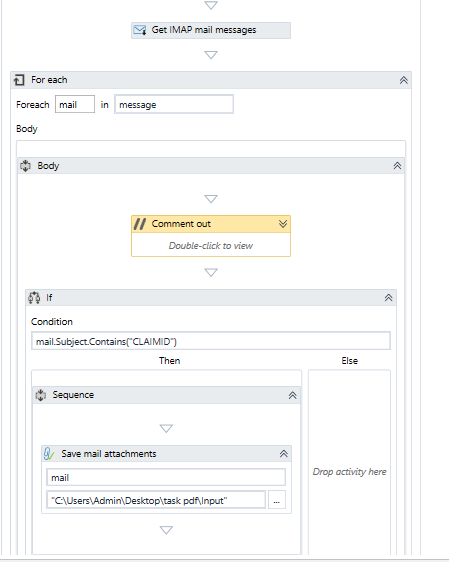 Get IMAP mail messages
For each
Foreach mail in message
Body
Body
Comment out
Double-click to view
If
Condition
mail.Subject.Contains("CLAIMID")
Then Else
Sequence
Save mail attachments
mail
Drop activity here
"C:\Users\Admin\Desktop\task pdf\Input" ...